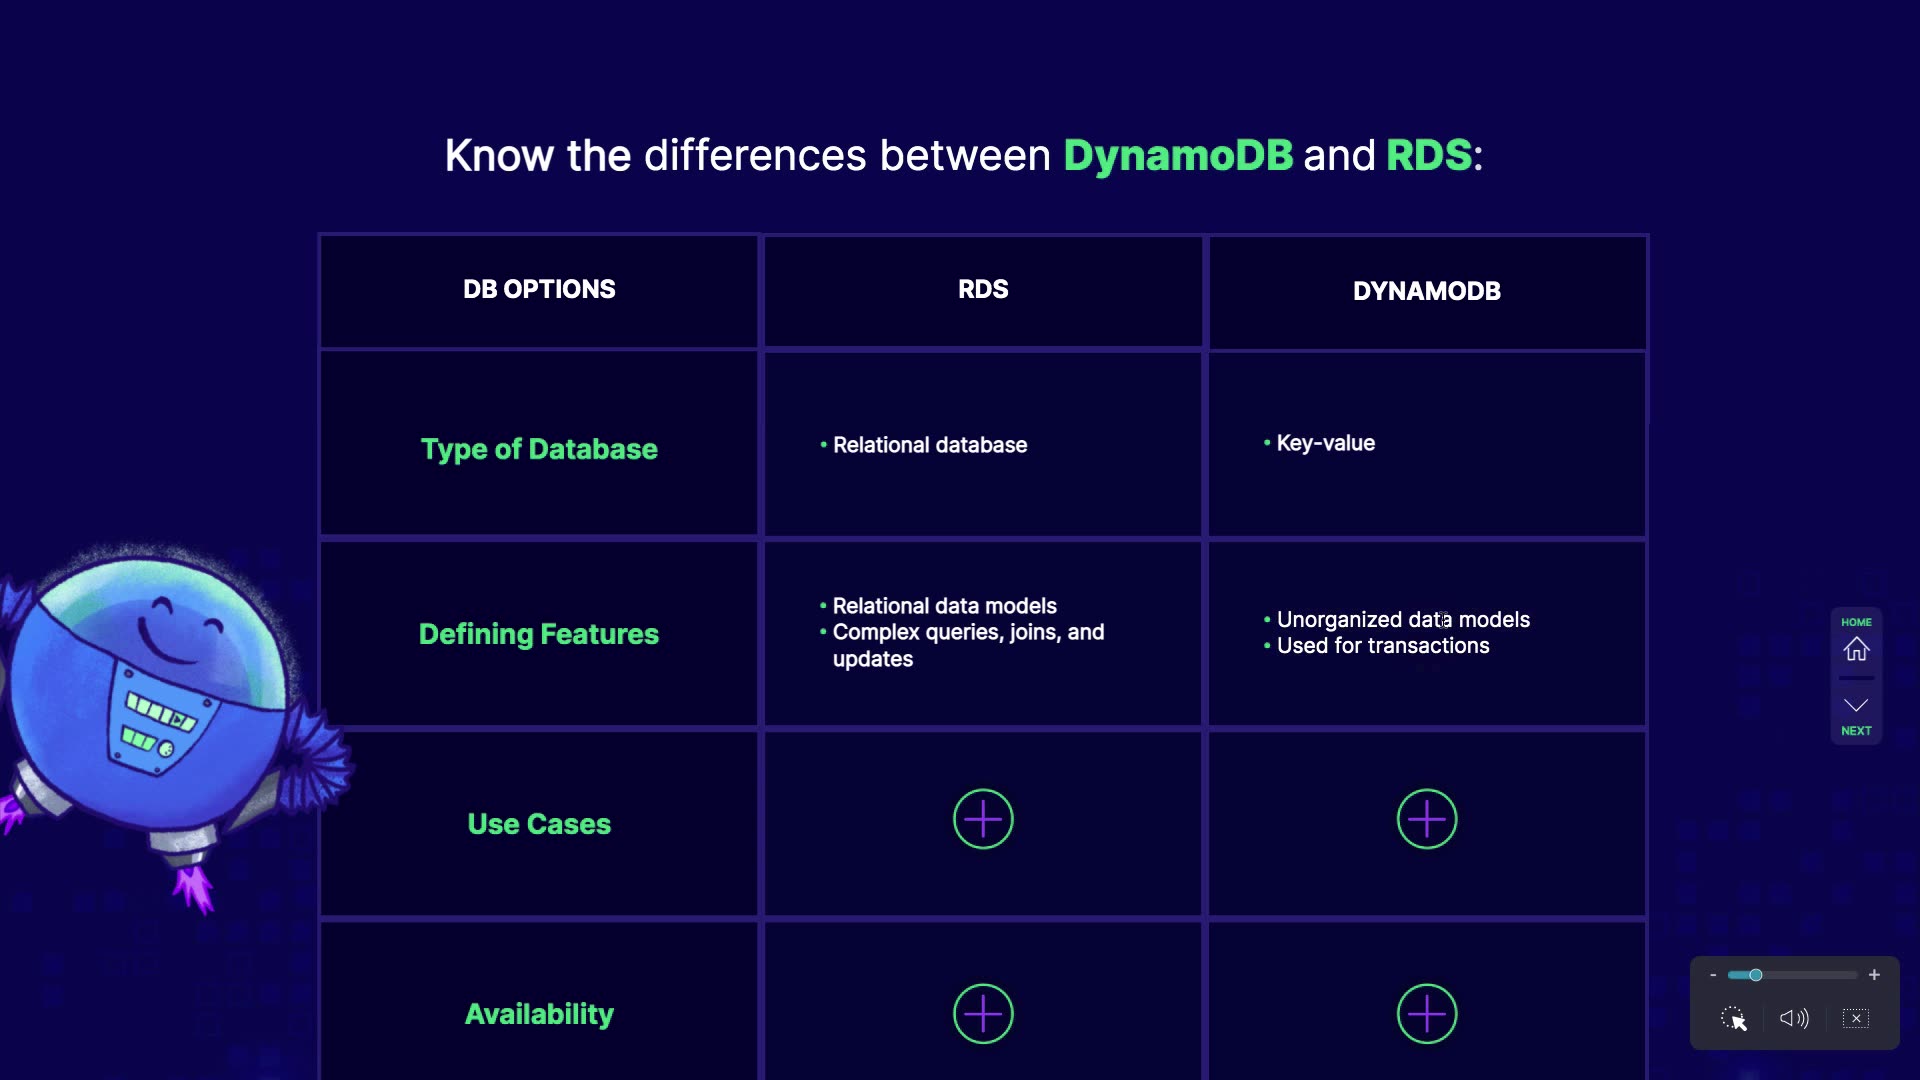 Know the differences between DynamoDB and RDS:
DB OPTIONS
RDS
DYNAMODB
Type of Database
• Relational database
• Key-value
Defining Features
• Relational data models
• Complex queries, joins, and
updates
• Unorganized data models
• Used for transactions
Use Cases
Availability
HOME
NEXT
- +